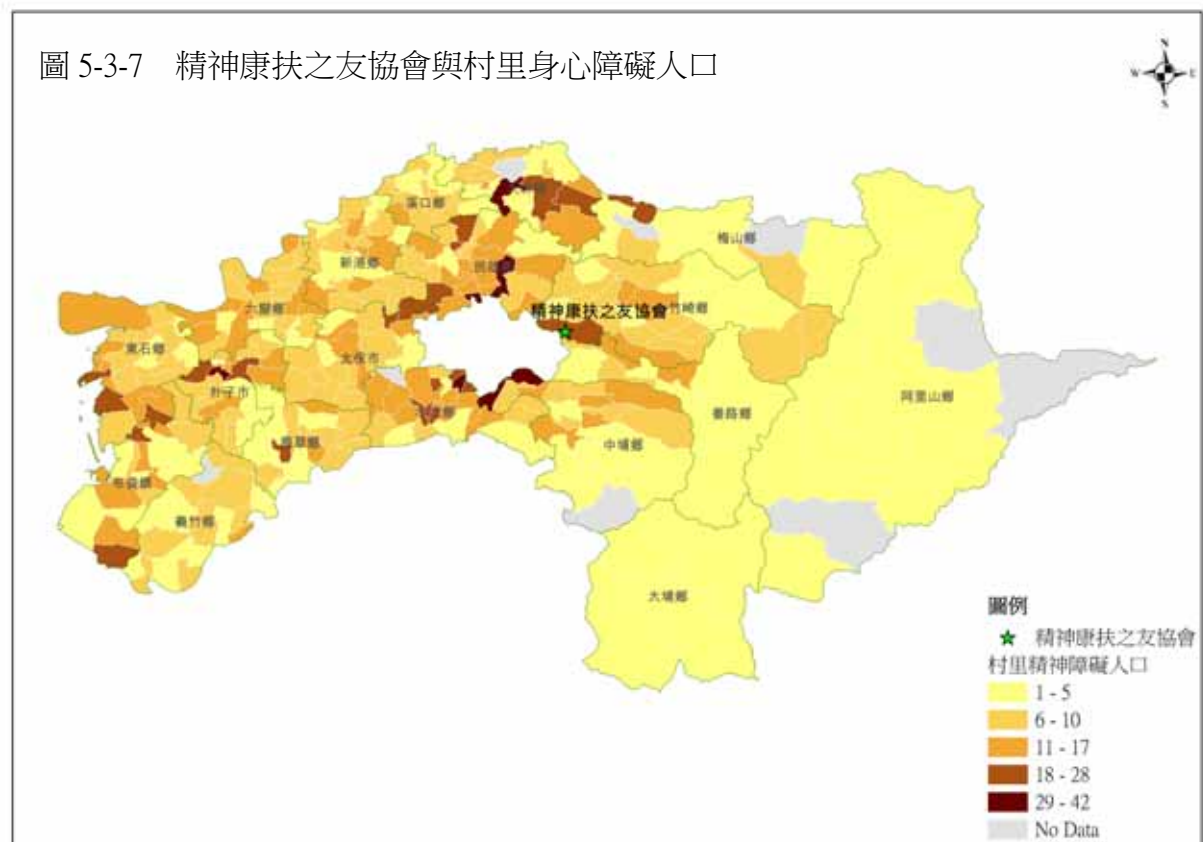 圖 5-3-7 精神康扶之友協會與村里身心障礙人口
N
W
E
S
溪口鄉
梅山鄉
新港鄉
民雄鄉
六腳鄉
精神康扶之友協會
竹崎鄉
東石鄉
太保市
朴子市
阿里山鄉
番路鄉
水上鄉
鹿草鄉
中埔鄉
布袋鎮
義竹鄉
大埔鄉
圖例
精神康扶之友協會
村里精神障礙人口
1 - 5
6 - 10
11 - 17
18 - 28
29 - 42
No Data